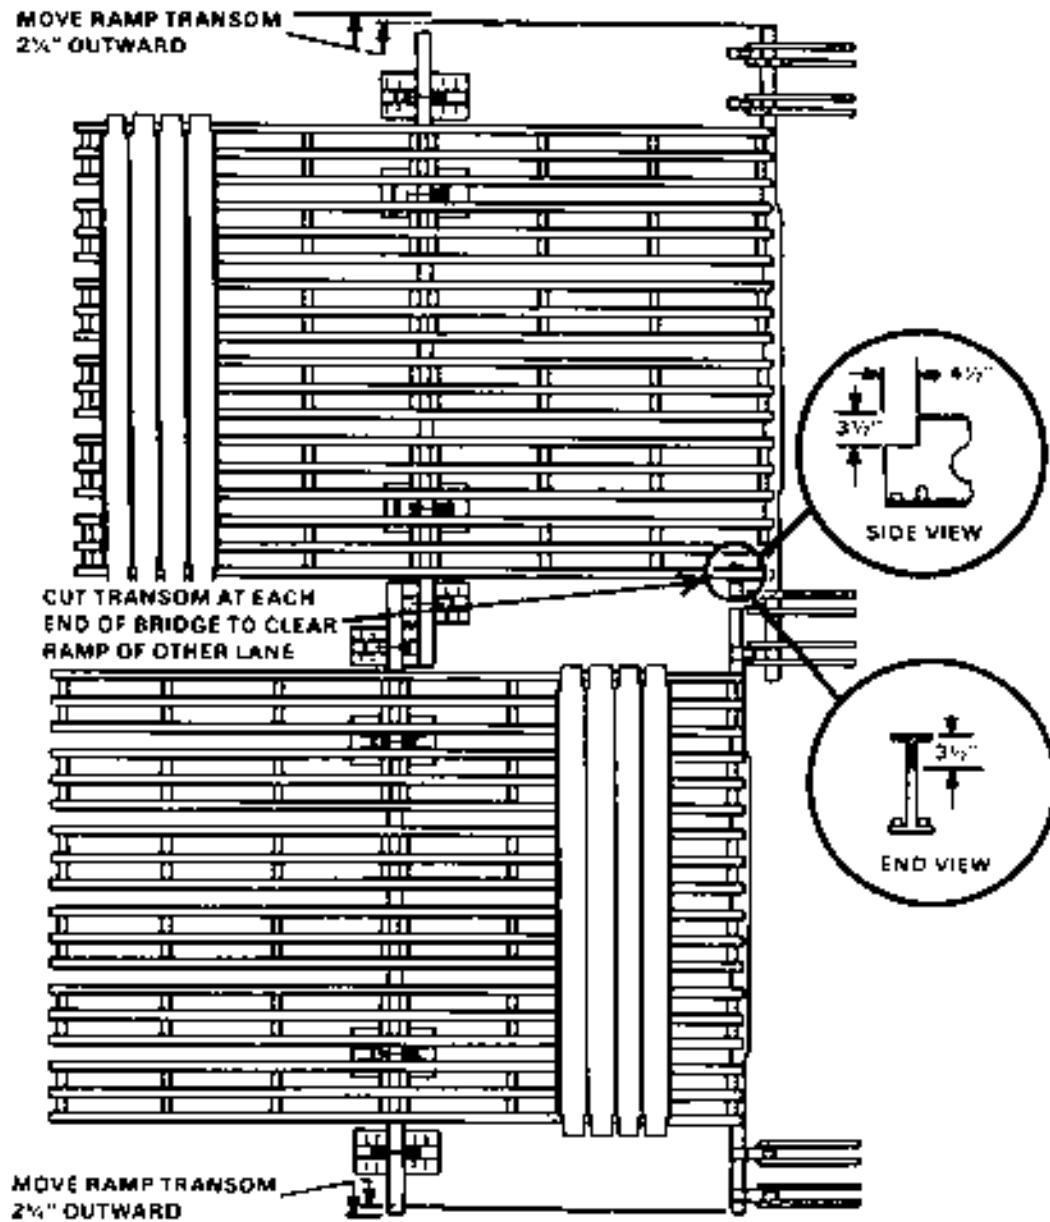 MOVE RAMP TRANSOM
2¼" OUTWARD
4½"
3½"
SIDE VIEW
CUT TRANSOM AT EACH
END OF BRIDGE TO CLEAR
RAMP OF OTHER LANE
3½"
END VIEW
MOVE RAMP TRANSOM
2¼" OUTWARD